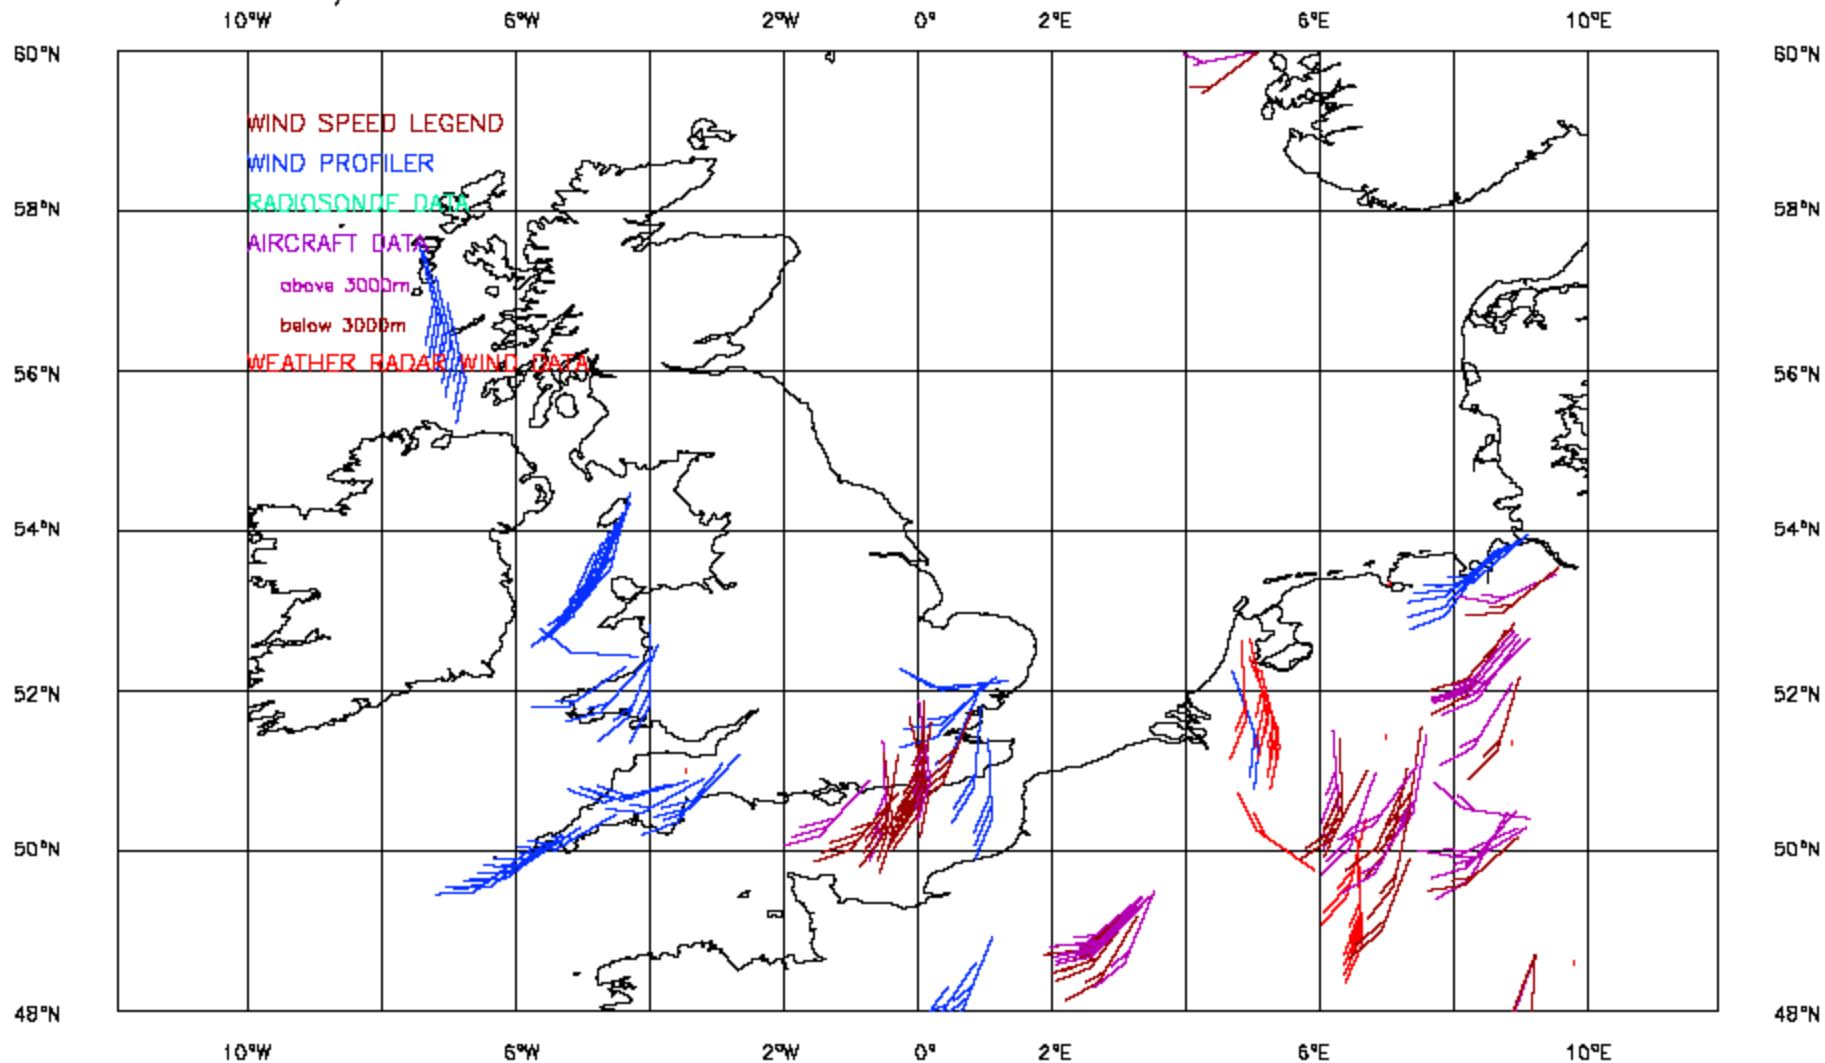 10°W 6°W 2°W 0° 2°E 6°E 10°E
60°N 60°N
WIND SPEED LEGEND
WIND PROFILER
RADIOSONDE DATA
58°N 58°N
AIRCRAFT DATA
above 3000m
below 3000m
WEATHER RADAR WIND DATA
56°N 56°N
54°N 54°N
52°N 52°N
50°N 50°N
48°N 48°N
10°W 6°W 2°W 0° 2°E 6°E 10°E